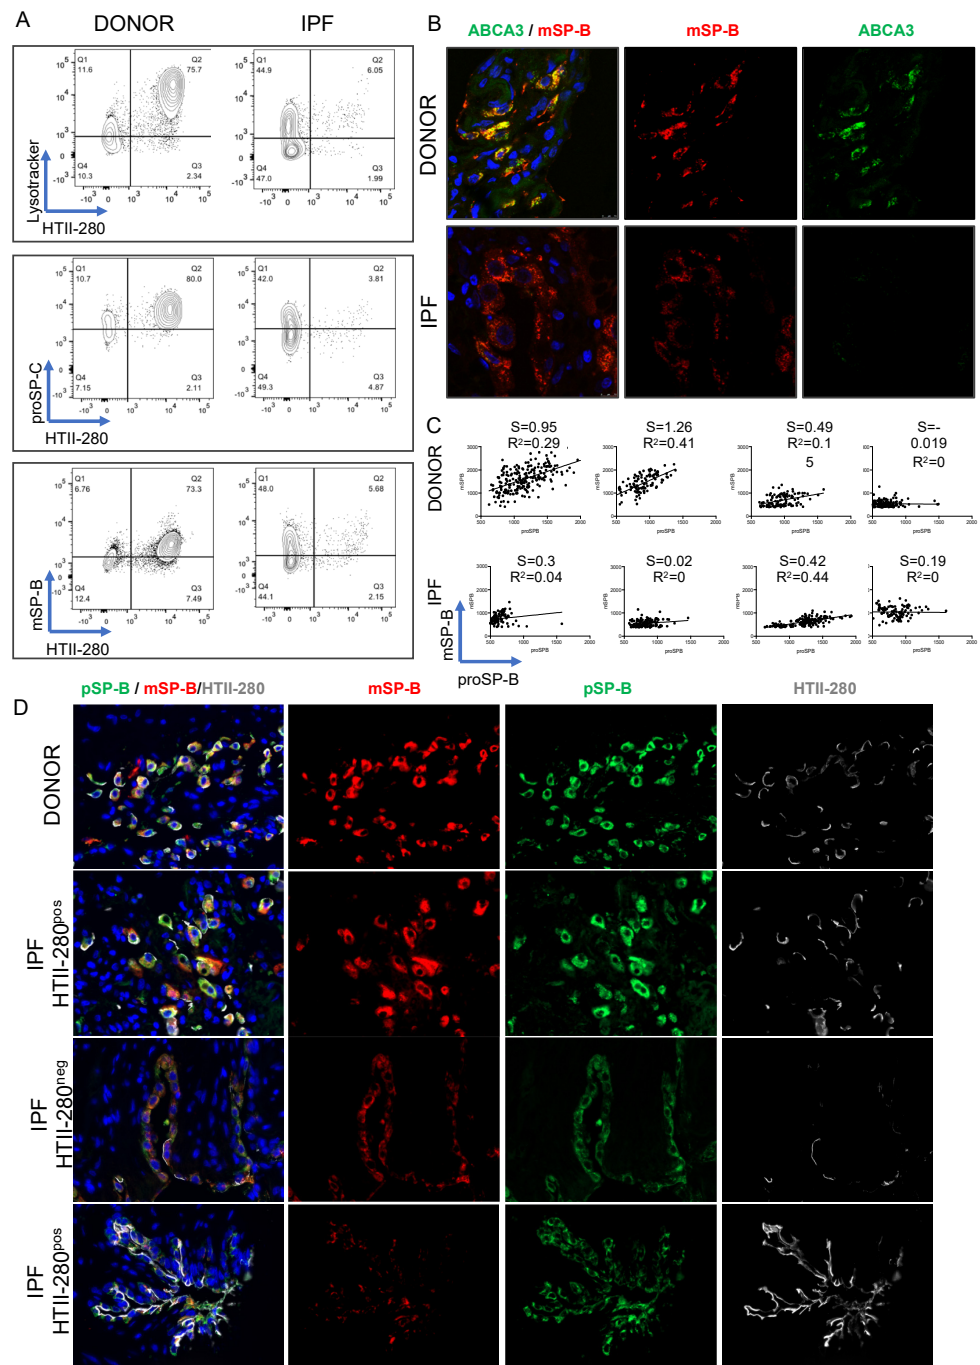 A
DONOR
IPF
Q1
11.6
Q2
75.7
Q4
10.3
Q3
2.34
Q1
44.9
Q2
6.05
Q4
47.0
Q3
1.99
Lysotracker
HTII-280
Q1
10.7
Q2
80.0
Q4
7.15
Q3
2.11
Q1
42.0
Q2
3.81
Q4
49.3
Q3
4.87
proSP-C
HTII-280
Q1
6.76
Q2
73.3
Q4
12.4
Q3
7.49
Q1
48.0
Q2
5.68
Q4
44.1
Q3
2.15
mSP-B
HTII-280
B
ABCA3 / mSP-B
mSP-B
ABCA3
DONOR
IPF
C
DONOR
S=0.95
R²=0.29
S=1.26
R²=0.41
S=0.49
R²=0.1
5
S=-
0.019
R²=0
IPF
S=0.3
R²=0.04
S=0.02
R²=0
S=0.42
R²=0.44
S=0.19
R²=0
mSP-B
proSP-B
D
pSP-B / mSP-B/HTII-280
mSP-B
pSP-B
HTII-280
DONOR
IPF
HTII-280pos
IPF
HTII-280neg
IPF
HTII-280pos